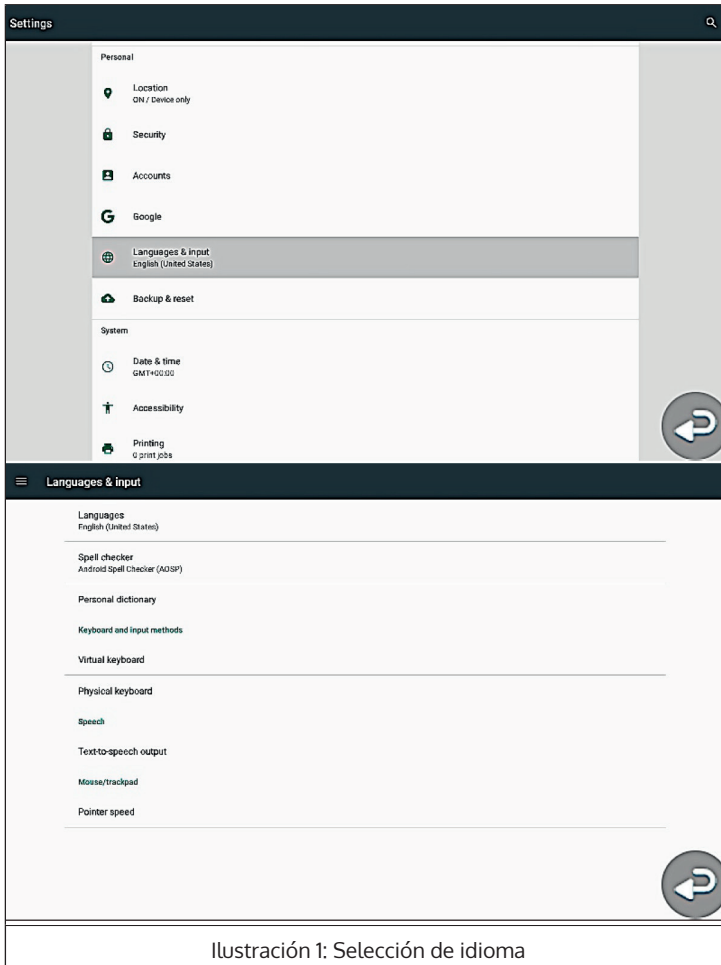 Settings
Personal
Location
ON / Device only
Security
Accounts
Google
Languages & input
English (United States)
Backup & reset
System
Date & time
GMT+00:00
Accessibility
Printing
0 print jobs
Languages & input
Languages
English (United States)
Spell checker
Android Spell Checker (AOSP)
Personal dictionary
Keyboard and input methods
Virtual keyboard
Physical keyboard
Speech
Text-to-speech output
Mouse/trackpad
Pointer speed
Ilustración 1: Selección de idioma